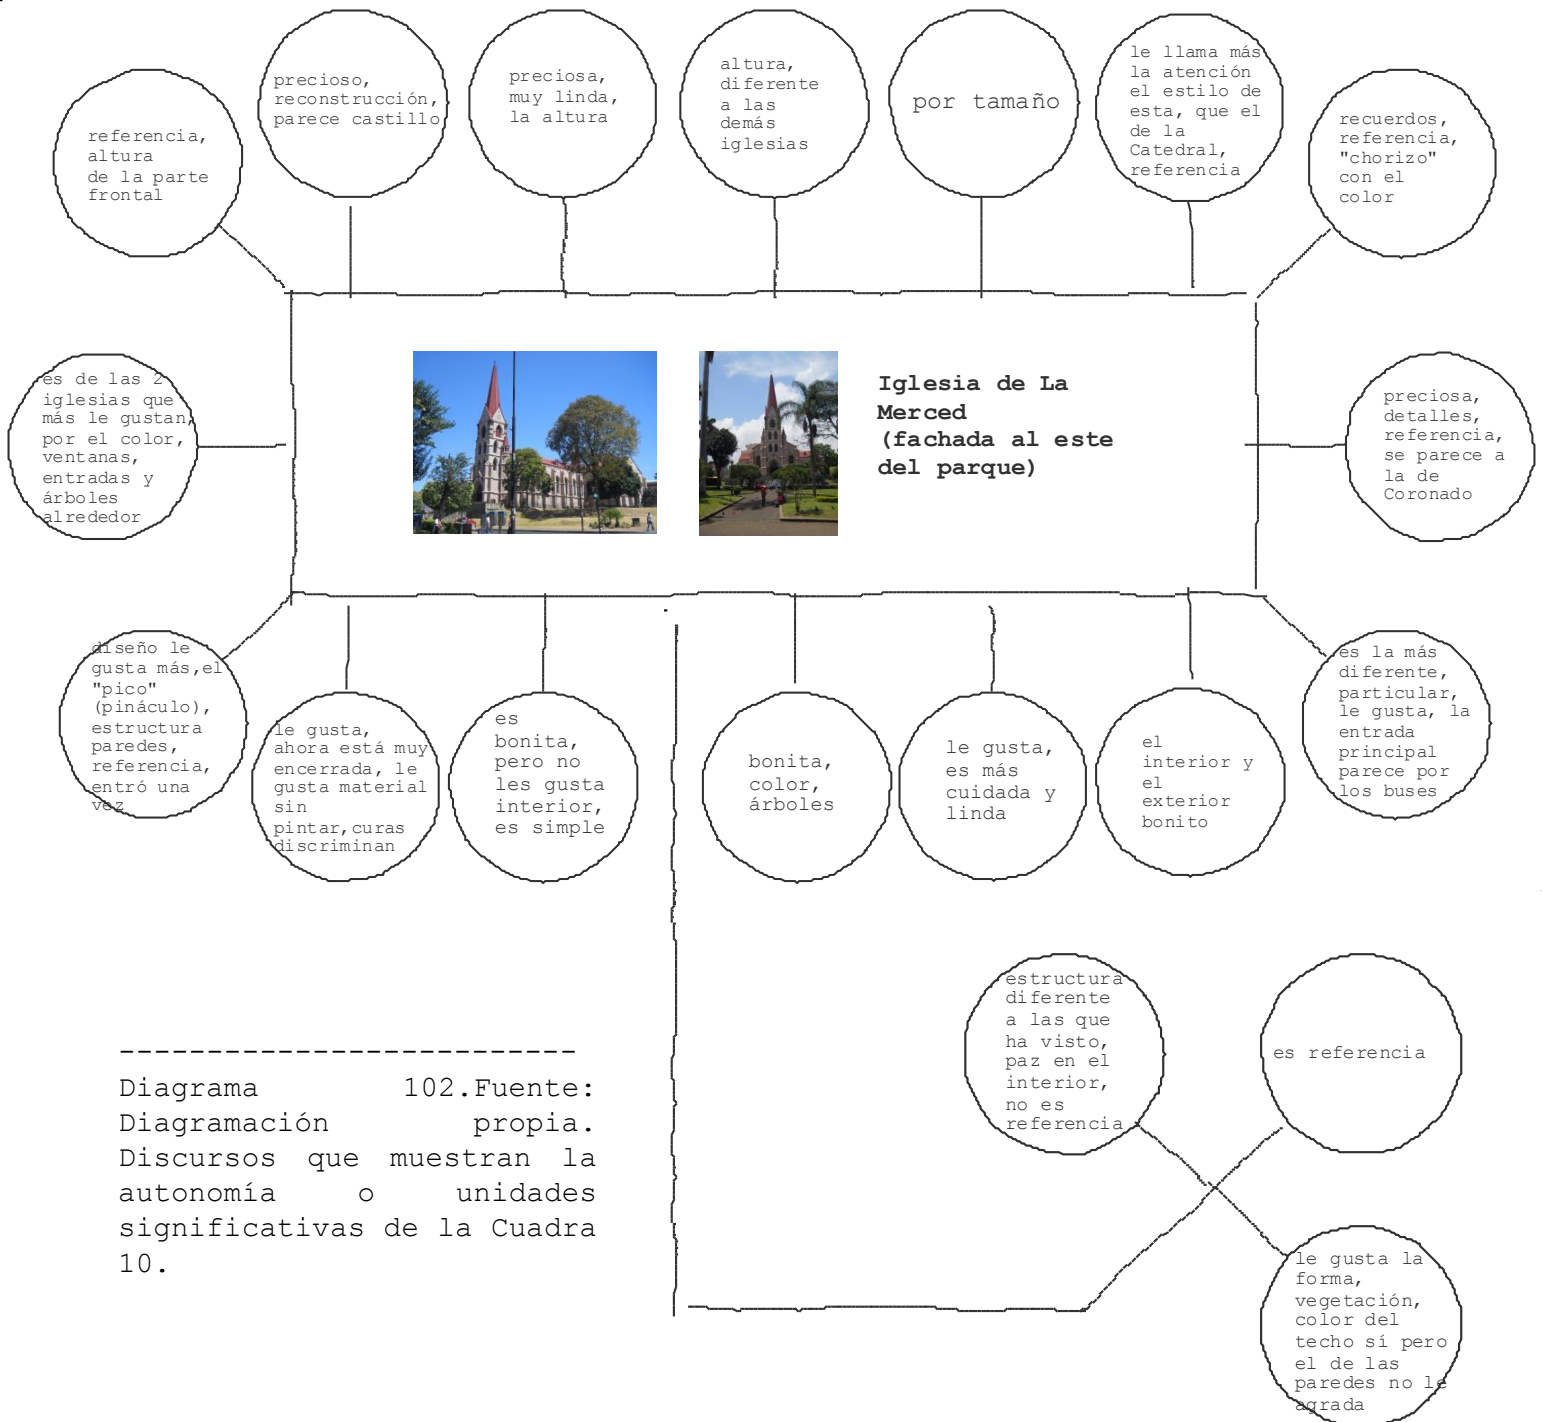 referencia,
altura
de la parte
frontal
precioso,
reconstrucción,
parece castillo
preciosa,
muy linda,
la altura
altura,
diferente
a las
demás
iglesias
por tamaño
le llama más
la atención
el estilo de
esta, que el
de la
Catedral,
referencia
recuerdos,
referencia,
"chorizo"
con el
color
es de las 2
iglesias que
más le gustan,
por el color,
ventanas,
entradas y
árboles
alrededor
Iglesia de La
Merced
(fachada al este
del parque)
preciosa,
detalles,
referencia,
se parece a
la de
Coronado
diseño le
gusta más,el
"pico"
(pináculo),
estructura
paredes,
referencia,
entró una
vez
le gusta,
ahora está muy
encerrada, le
gusta material
sin
pintar,curas
discriminan
es
bonita,
pero no
les gusta
interior,
es simple
bonita,
color,
árboles
le gusta,
es más
cuidada y
linda
el
interior y
el
exterior
bonito
es la más
diferente,
particular,
le gusta, la
entrada
principal
parece por
los buses
estructura
diferente
a las que
ha visto,
paz en el
interior,
no es
referencia
es referencia
le gusta la
forma,
vegetación,
color del
techo sí pero
el de las
paredes no le
agrada
--------------------------
Diagrama 102.Fuente:
Diagramación propia.
Discursos que muestran la
autonomía o unidades
significativas de la Cuadra
10.